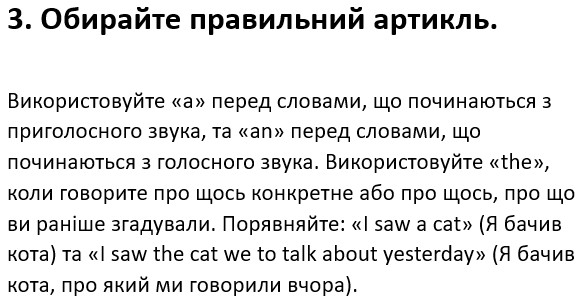 3. Обирайте правильний артикль.
Використовуйте «a» перед словами, що починаються з
приголосного звука, та «an» перед словами, що
починаються з голосного звука. Використовуйте «the»,
коли говорите про щось конкретне або про щось, про що
ви раніше згадували. Порівняйте: «I saw a cat» (Я бачив
кота) та «I saw the cat we to talk about yesterday» (Я бачив
кота, про який ми говорили вчора).